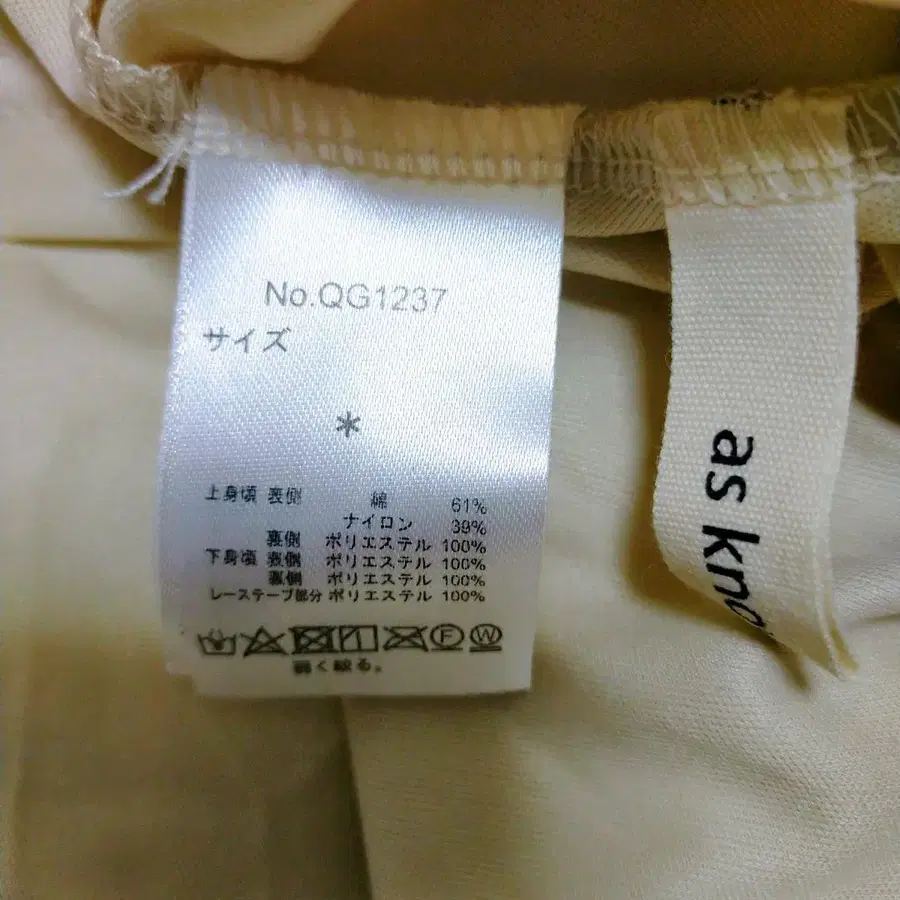 No.QG1237
サイズ
*
上身頃 表側 綿 61%
ナイロン 39%
裏側 ポリエステル 100%
下身頃 表側 ポリエステル 100%
裏側 ポリエステル 100%
レーステープ部分 ポリエステル 100%
F W
弱く絞る。
as kno